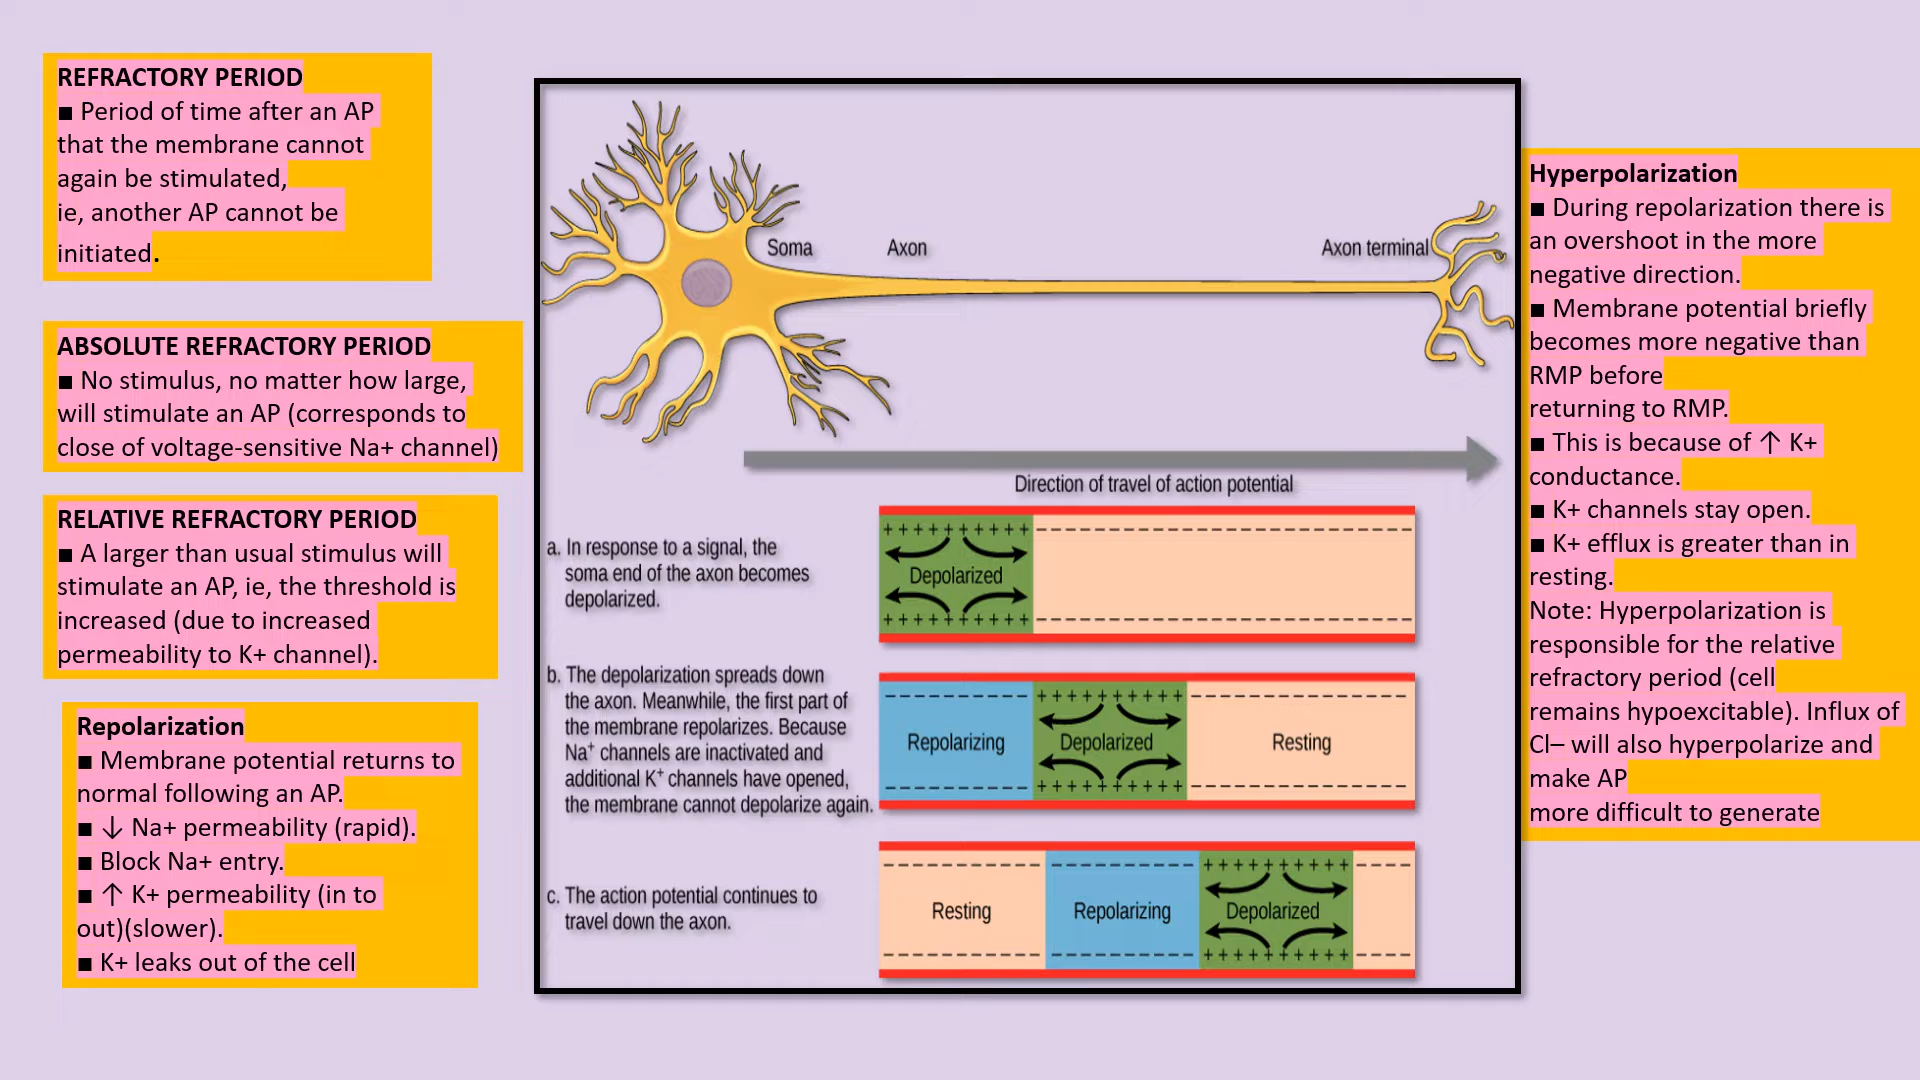 REFRACTORY PERIOD
■ Period of time after an AP
that the membrane cannot
again be stimulated,
ie, another AP cannot be
initiated.
ABSOLUTE REFRACTORY PERIOD
■ No stimulus, no matter how large,
will stimulate an AP (corresponds to
close of voltage-sensitive Na+ channel)
RELATIVE REFRACTORY PERIOD
■ A larger than usual stimulus will
stimulate an AP, ie, the threshold is
increased (due to increased
permeability to K+ channel).
Repolarization
■ Membrane potential returns to
normal following an AP.
■ ↓ Na+ permeability (rapid).
■ Block Na+ entry.
■ ↑ K+ permeability (in to
out)(slower).
■ K+ leaks out of the cell
Soma
Axon
Axon terminal
Direction of travel of action potential
a. In response to a signal, the
soma end of the axon becomes
depolarized.
+ + + + + + + + + +
Depolarized
+ + + + + + + + + +
b. The depolarization spreads down
the axon. Meanwhile, the first part of
the membrane repolarizes. Because
Na⁺ channels are inactivated and
additional K⁺ channels have opened,
the membrane cannot depolarize again.
+ + + + + + + + + +
Repolarizing
Depolarized
Resting
+ + + + + + + + + +
c. The action potential continues to
travel down the axon.
+ + + + + + + + + +
Resting
Repolarizing
Depolarized
+ + + + + + + + + +
Hyperpolarization
■ During repolarization there is
an overshoot in the more
negative direction.
■ Membrane potential briefly
becomes more negative than
RMP before
returning to RMP.
■ This is because of ↑ K+
conductance.
■ K+ channels stay open.
■ K+ efflux is greater than in
resting.
Note: Hyperpolarization is
responsible for the relative
refractory period (cell
remains hypoexcitable). Influx of
Cl– will also hyperpolarize and
make AP
more difficult to generate